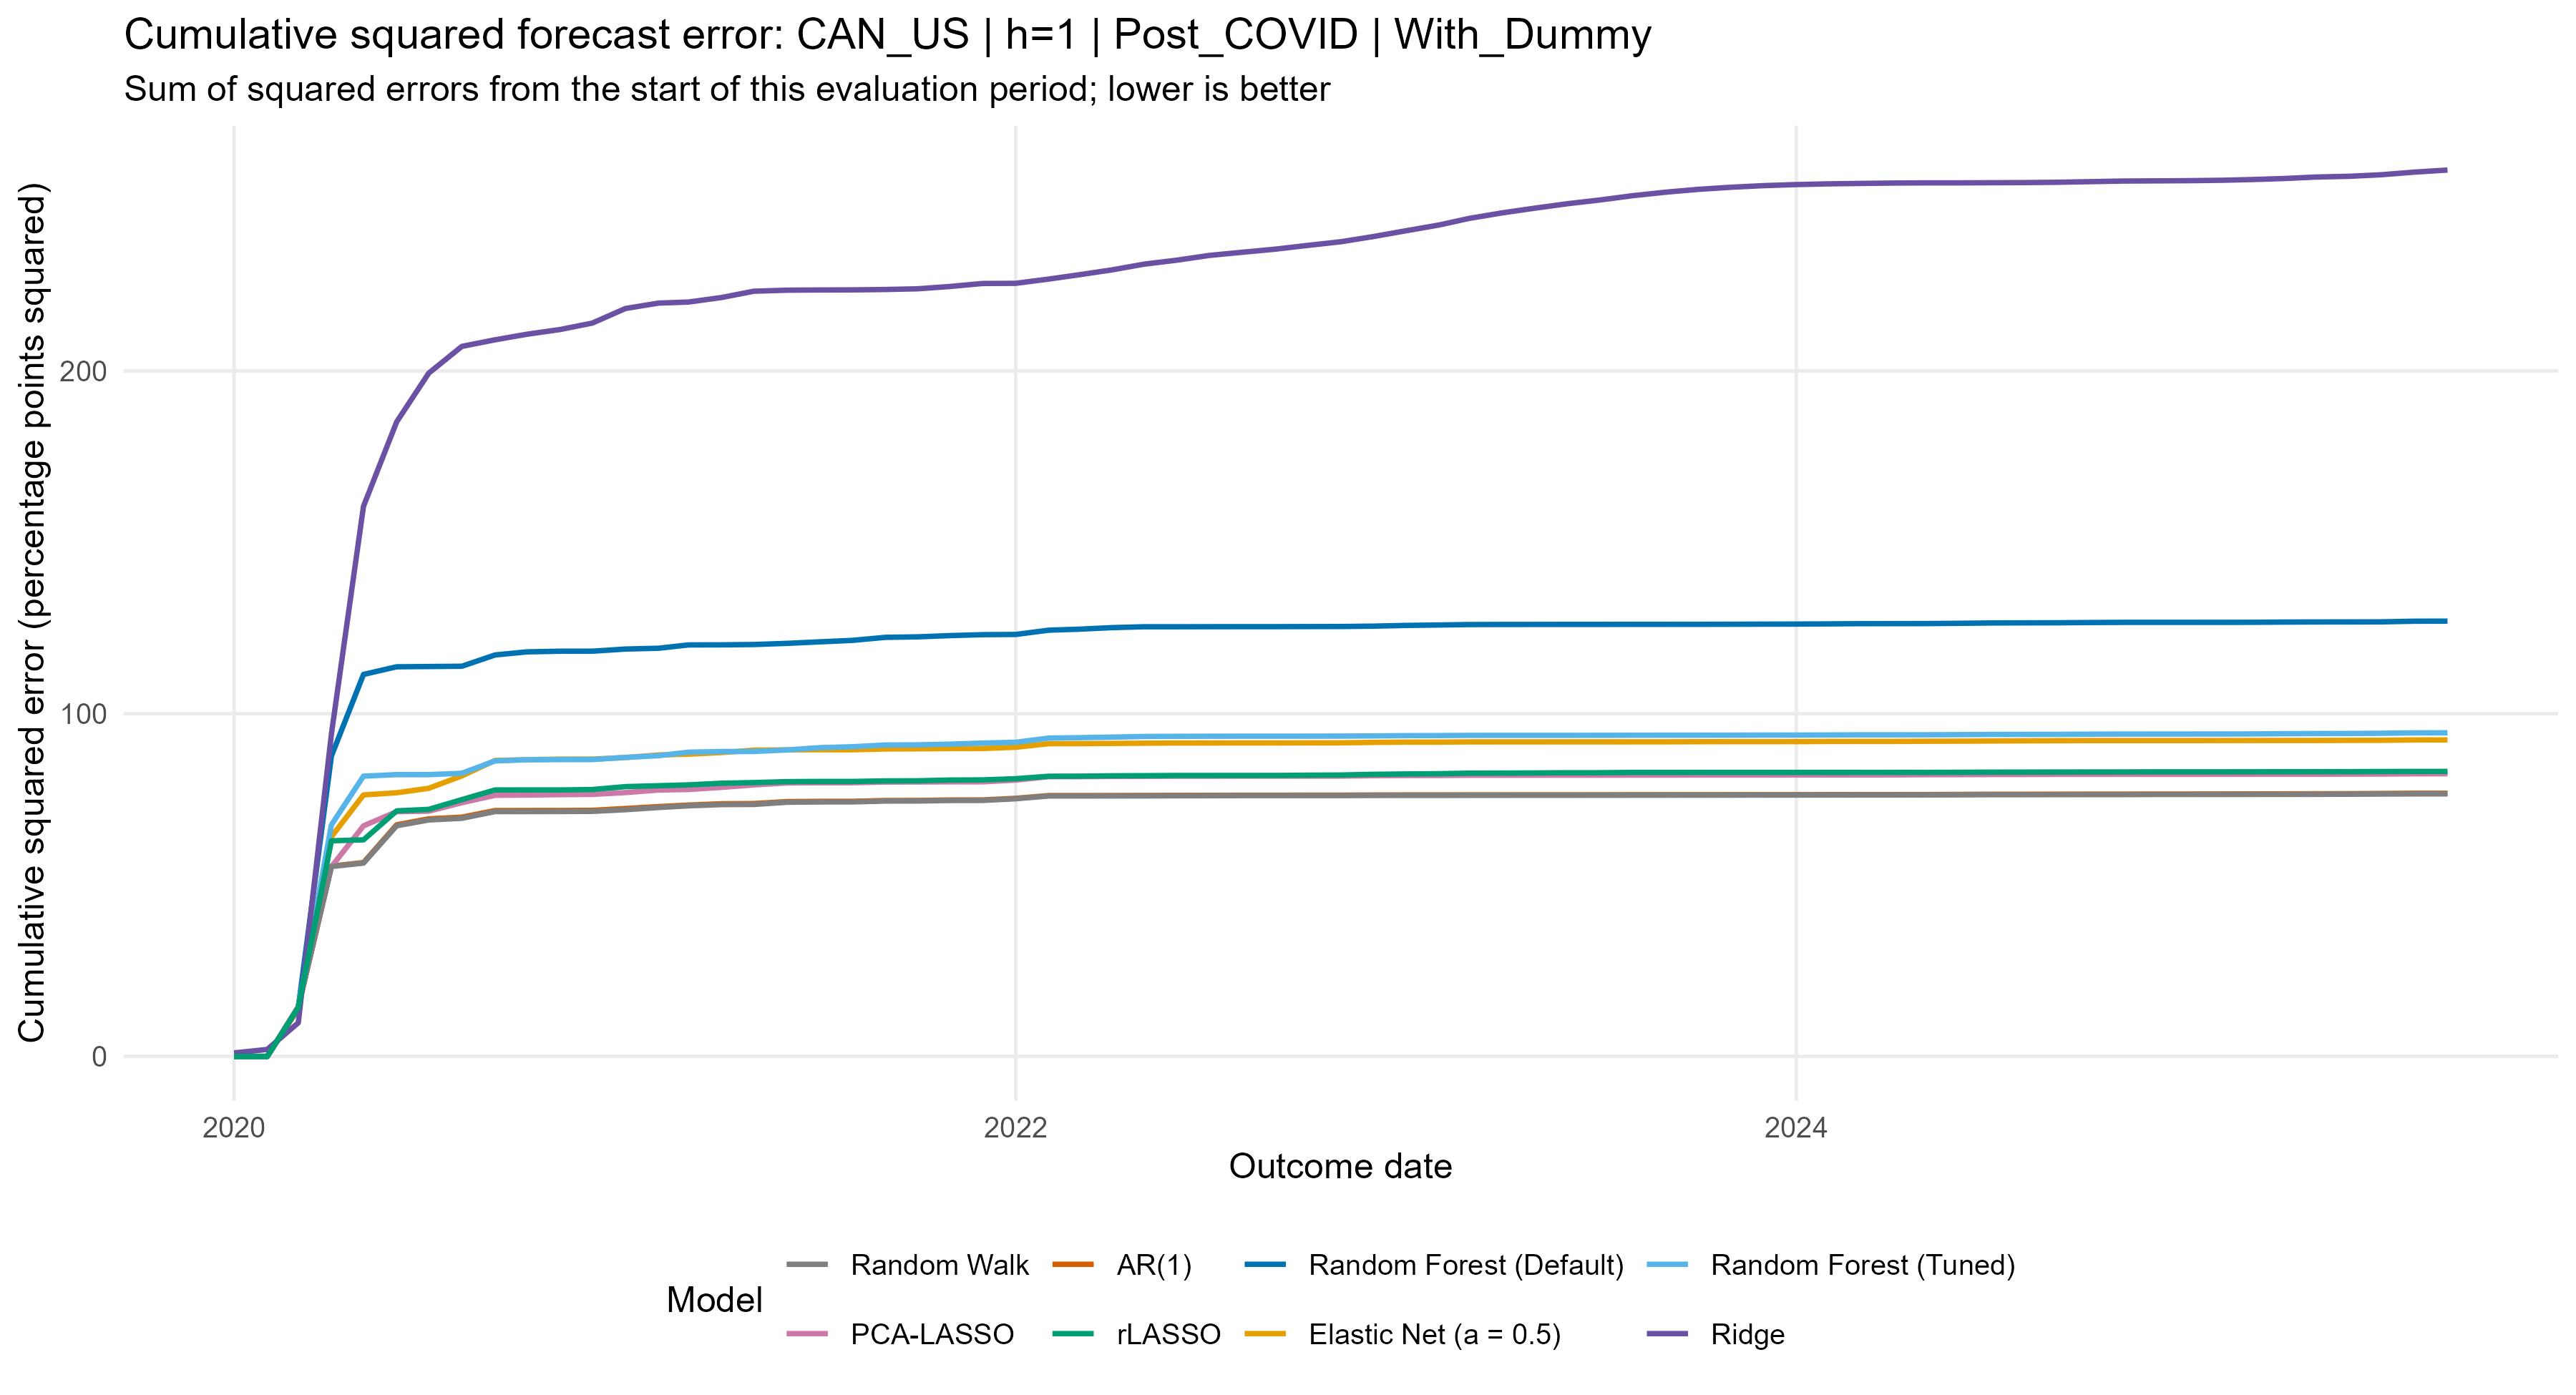 Cumulative squared forecast error: CAN_US | h=1 | Post_COVID | With_Dummy
Sum of squared errors from the start of this evaluation period; lower is better
Cumulative squared error (percentage points squared)
200
100
0
2020
2022
2024
Outcome date
Model
Random Walk
AR(1)
Random Forest (Default)
Random Forest (Tuned)
PCA-LASSO
rLASSO
Elastic Net (a = 0.5)
Ridge